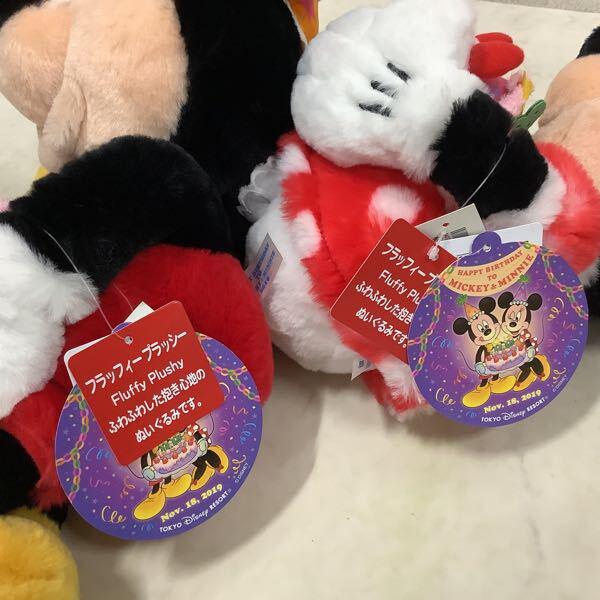 フラッフィープラッシー
Fluffy Plushy
ふわふわした抱き心地の
ぬいぐるみです。
Nov. 18, 2019
TOKYO Disney RESORT®
©DISNEY
フラッフィープ
Fluffy Plu
ふわふわした抱き
ぬいぐるみです。
HAPPY BIRTHDAY
TO
MICKEY & MINNIE
Nov. 18, 2019
TOKYO Disney RESORT®
©DISNEY